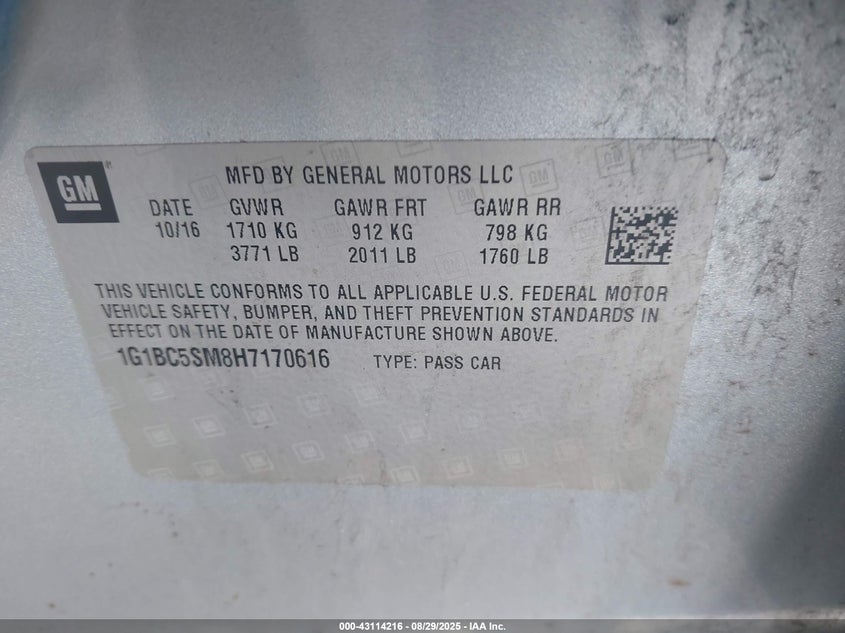 GM
MFD BY GENERAL MOTORS LLC
DATE GVWR GAWR FRT GAWR RR
10/16 1710 KG 912 KG 798 KG
3771 LB 2011 LB 1760 LB
THIS VEHICLE CONFORMS TO ALL APPLICABLE U.S. FEDERAL MOTOR
VEHICLE SAFETY, BUMPER, AND THEFT PREVENTION STANDARDS IN
EFFECT ON THE DATE OF MANUFACTURE SHOWN ABOVE.
1G1BC5SM8H7170616 TYPE: PASS CAR
000-43114216 - 08/29/2025 - IAA Inc.